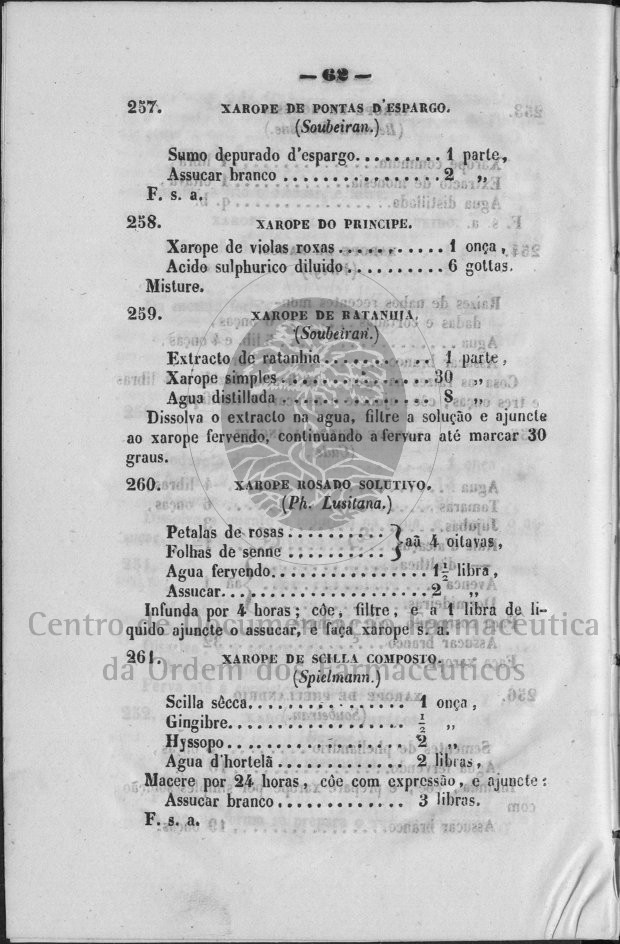 — 62 —
257. XAROPE DE PONTAS D'ESPARGO.
(Soubeiran.)
Sumo depurado d'espargo......... 1 parte,
Assucar branco ................. 2 ,,
F. s. a.
258. XAROPE DO PRINCIPE.
Xarope de violas roxas........... 1 onça,
Acido sulphurico diluido.......... 6 gottas.
Misture.
259. XAROPE DE RATANHIA.
(Soubeiran.)
Extracto de ratanhia........... 1 parte,
Xarope simples................ 30 ,,
Agua distillada ................ 8 ,,
Dissolva o extracto na agua, filtre a solução e ajuncte
ao xarope fervendo, continuando a fervura até marcar 30
graus.
260. XAROPE ROSADO SOLUTIVO.
(Ph. Lusitana.)
Petalas de rosas ............ } aã 4 oitavas,
Folhas de senne ............
Agua fervendo................ 1½ libra,
Assucar..................... 2 ,,
Infunda por 4 horas; côe, filtre; e a 1 libra de li-
quido ajuncte o assucar, e faça xarope s. a.
Centro de Documentação Farmacêutica
261. XAROPE DE SCILLA COMPOSTO.
da Ordem dos Farmacêuticos
(Spielmann.)
Scilla sêcca................ 1 onça,
Gingibre.................. ½ ,,
Hyssopo................... 2 ,,
Agua d'hortelã ............. 2 libras,
Macere por 24 horas, côe com expressão, e ajuncte:
Assucar branco............. 3 libras.
F. s. a.